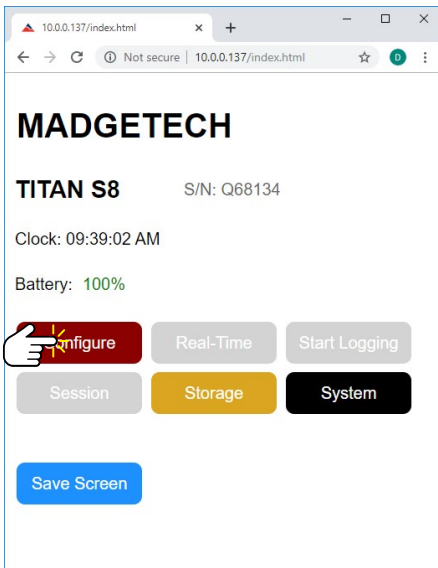 10.0.0.137/index.html
Not secure 10.0.0.137/index.html D
MADGETECH
TITAN S8 S/N: Q68134
Clock: 09:39:02 AM
Battery: 100%
Configure Real-Time Start Logging
Session Storage System
Save Screen